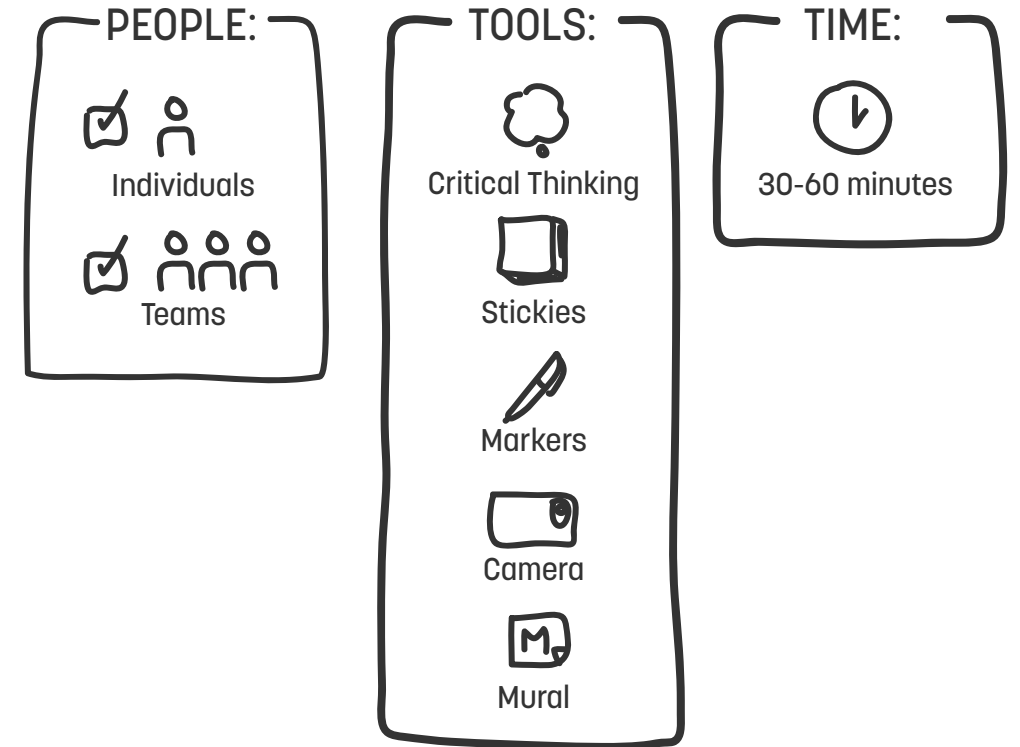 PEOPLE:
Individuals
Teams
TOOLS:
Critical Thinking
Stickies
Markers
Camera
M
Mural
TIME:
30-60 minutes